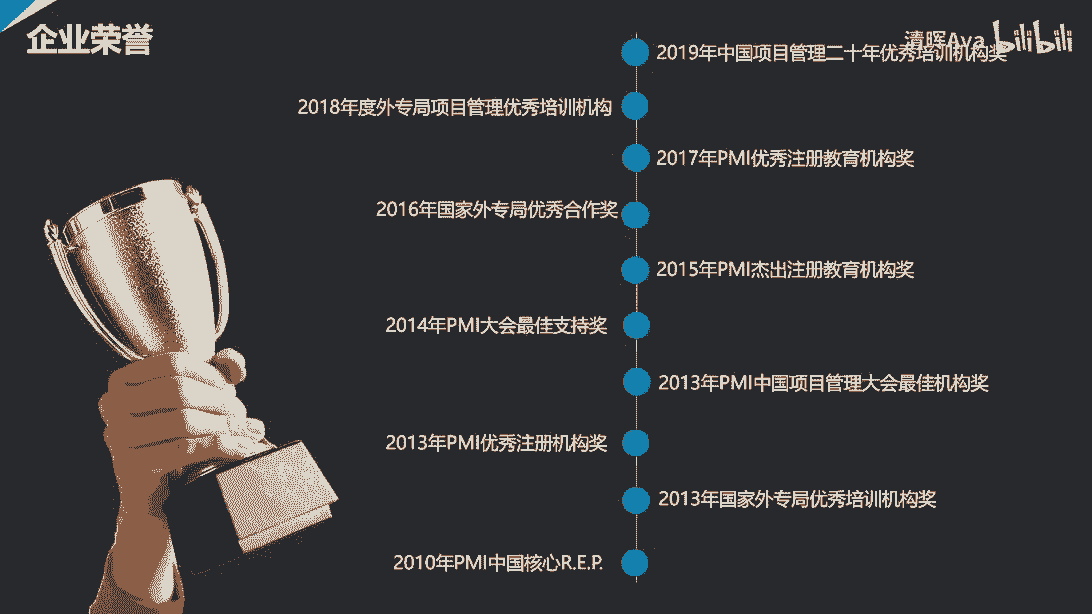 企业荣誉
清晖Aya bilibili
2019年中国项目管理二十年优秀培训机构奖
2018年度外专局项目管理优秀培训机构
2017年PMI优秀注册教育机构奖
2016年国家外专局优秀合作奖
2015年PMI杰出注册教育机构奖
2014年PMI大会最佳支持奖
2013年PMI中国项目管理大会最佳机构奖
2013年PMI优秀注册机构奖
2013年国家外专局优秀培训机构奖
2010年PMI中国核心R.E.P.